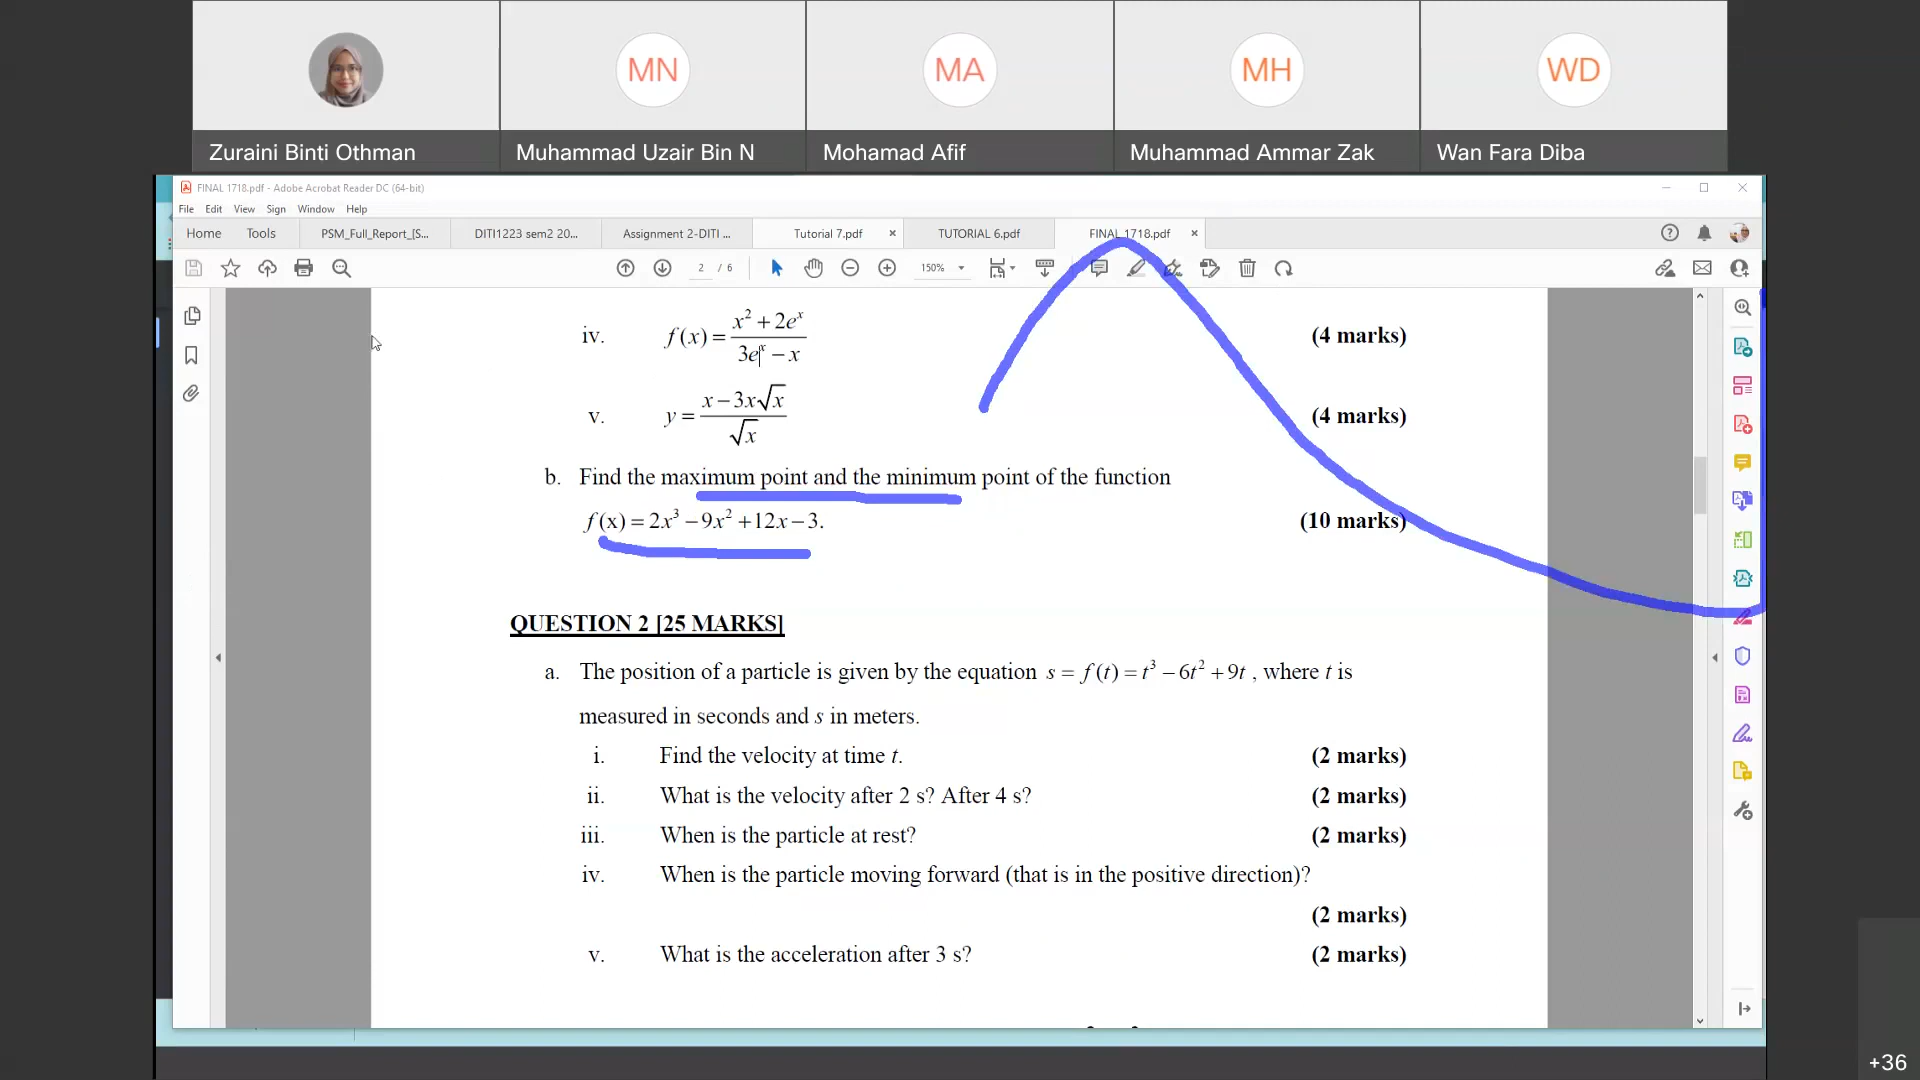 MN
MA
MH
WD
Zuraini Binti Othman
Muhammad Uzair Bin N
Mohamad Afif
Muhammad Ammar Zak
Wan Fara Diba
FINAL 1718.pdf - Adobe Acrobat Reader DC (64-bit)
File Edit View Sign Window Help
Home Tools PSM_Full_Report_(S... DITI1223 sem2 20... Assignment 2-DITI ... Tutorial 7.pdf × TUTORIAL 6.pdf FINAL 1718.pdf ×
2 / 6 150%
iv. f(x) = (x² + 2eˣ)/(3eˣ − x) (4 marks)
v. y = (x − 3x√x)/√x (4 marks)
b. Find the maximum point and the minimum point of the function
f(x) = 2x³ − 9x² + 12x − 3. (10 marks)
QUESTION 2 [25 MARKS]
a. The position of a particle is given by the equation s = f(t) = t³ − 6t² + 9t , where t is
measured in seconds and s in meters.
i. Find the velocity at time t. (2 marks)
ii. What is the velocity after 2 s? After 4 s? (2 marks)
iii. When is the particle at rest? (2 marks)
iv. When is the particle moving forward (that is in the positive direction)?
(2 marks)
v. What is the acceleration after 3 s? (2 marks)
+36